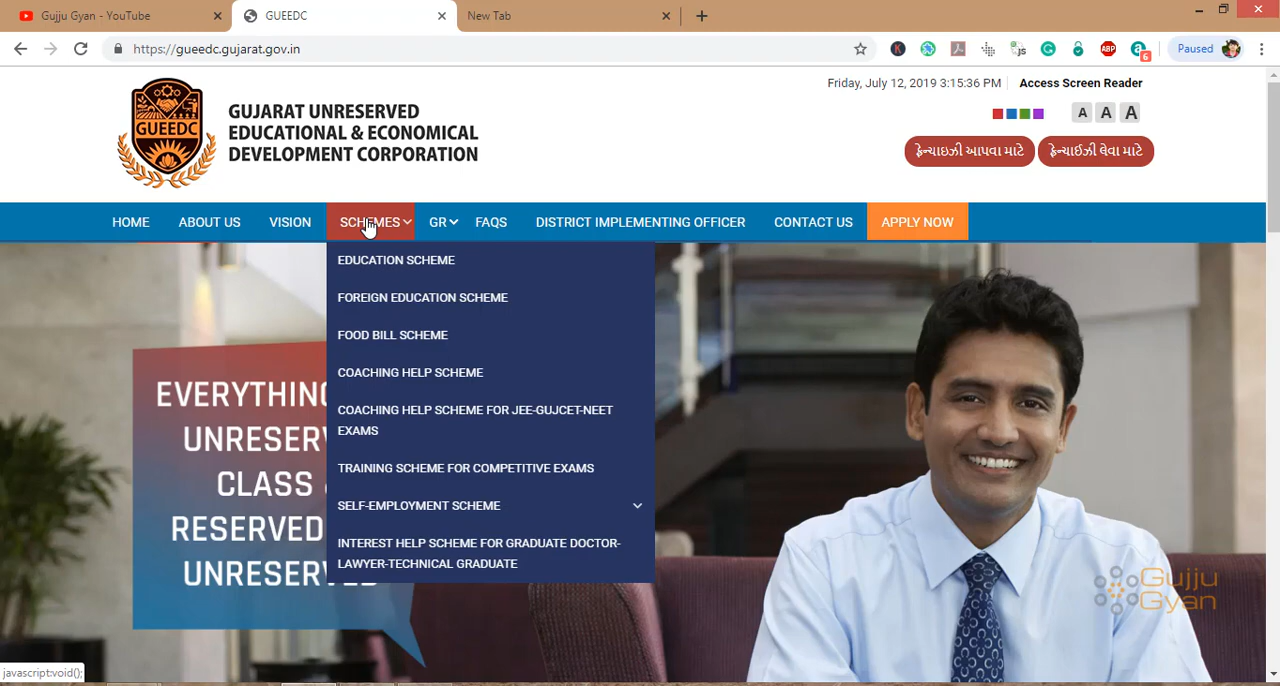 Gujju Gyan - YouTube
GUEEDC
New Tab
https://gueedc.gujarat.gov.in
ABP
6
Paused
GUEEDC
GUJARAT UNRESERVED
EDUCATIONAL & ECONOMICAL
DEVELOPMENT CORPORATION
Friday, July 12, 2019 3:15:36 PM
Access Screen Reader
A A A
ફ્રેન્ચાઇઝી આપવા માટે
ફ્રેન્ચાઈઝી લેવા માટે
HOME
ABOUT US
VISION
SCHEMES
GR
FAQS
DISTRICT IMPLEMENTING OFFICER
CONTACT US
APPLY NOW
EDUCATION SCHEME
FOREIGN EDUCATION SCHEME
FOOD BILL SCHEME
COACHING HELP SCHEME
COACHING HELP SCHEME FOR JEE-GUJCET-NEET
EXAMS
TRAINING SCHEME FOR COMPETITIVE EXAMS
SELF-EMPLOYMENT SCHEME
INTEREST HELP SCHEME FOR GRADUATE DOCTOR-
LAWYER-TECHNICAL GRADUATE
EVERYTHING
UNRESERV
CLASS
RESERVED
UNRESERVED
Gujju
Gyan
javascript:void();